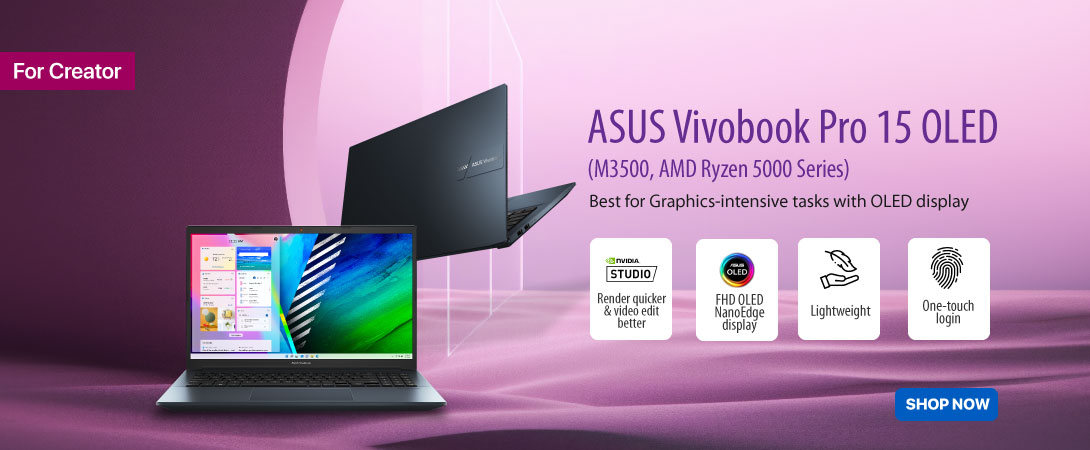 For Creator
ASUS Vivobook Pro 15 OLED
(M3500, AMD Ryzen 5000 Series)
Best for Graphics-intensive tasks with OLED display
NVIDIA
STUDIO
Render quicker
& video edit
better
ASUS
OLED
FHD OLED
NanoEdge
display
Lightweight
One-touch
login
SHOP NOW